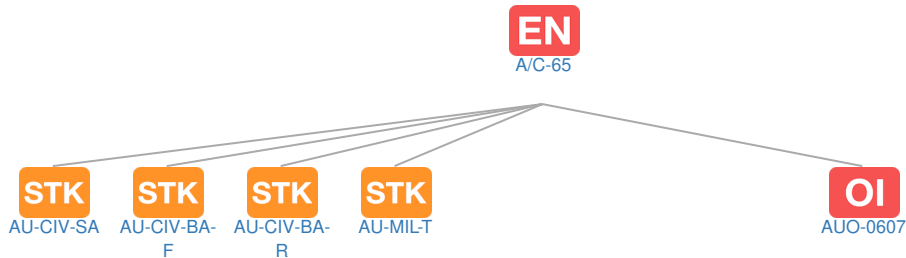 EN
A/C-65
STK
STK
STK
STK
OI
AU-CIV-SA
AU-CIV-BA-
F
AU-CIV-BA-
R
AU-MIL-T
AUO-0607